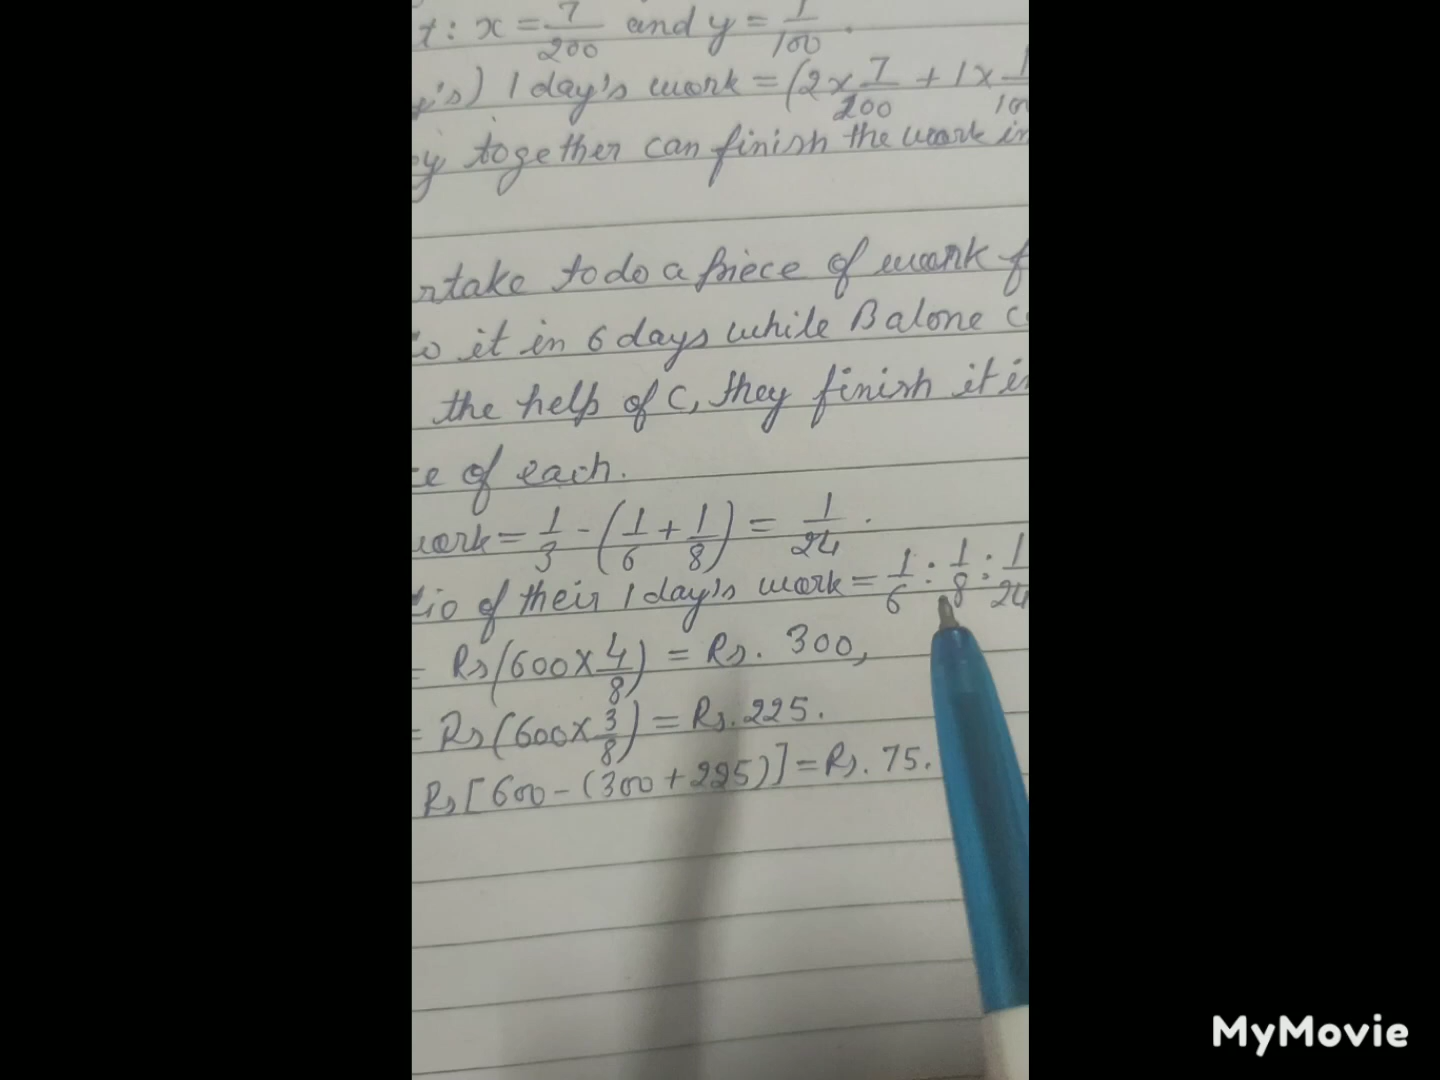 t: x = 7/200 and y = 1/100.
y's) 1 day's work = (2 x 7/200 + 1 x 1/100
y together can finish the work in
rtake to do a piece of work f
o it in 6 days while B alone c
the help of C, they finish it i
e of each.
work = 1/3 - (1/6 + 1/8) = 1/24.
tio of their 1 day's work = 1/6 : 1/8 : 1/24
= Rs (600 x 4/8) = Rs. 300,
= Rs (600 x 3/8) = Rs. 225.
Rs [600 - (300 + 225)] = Rs. 75.
MyMovie